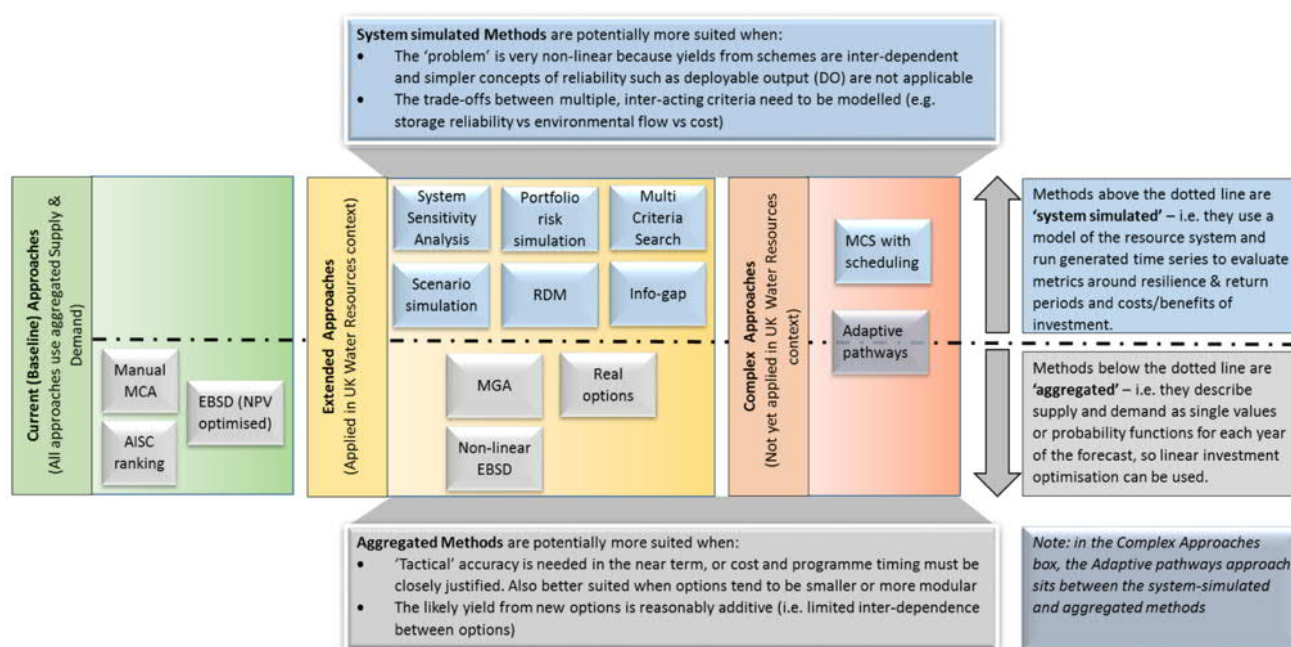 System simulated Methods are potentially more suited when:
• The ‘problem’ is very non-linear because yields from schemes are inter-dependent
and simpler concepts of reliability such as deployable output (DO) are not applicable
• The trade-offs between multiple, inter-acting criteria need to be modelled (e.g.
storage reliability vs environmental flow vs cost)
Current (Baseline) Approaches
(All approaches use aggregated Supply &
Demand)
Manual
MCA
EBSD (NPV
optimised)
AISC
ranking
Extended Approaches
(Applied in UK Water Resources context)
System
Sensitivity
Analysis
Portfolio
risk
simulation
Multi
Criteria
Search
Scenario
simulation
RDM
Info-gap
MGA
Real
options
Non-linear
EBSD
Complex Approaches
(Not yet applied in UK Water Resources
context)
MCS with
scheduling
Adaptive
pathways
Methods above the dotted line are
‘system simulated’ – i.e. they use a
model of the resource system and
run generated time series to evaluate
metrics around resilience & return
periods and costs/benefits of
investment.
Methods below the dotted line are
‘aggregated’ – i.e. they describe
supply and demand as single values
or probability functions for each year
of the forecast, so linear investment
optimisation can be used.
Aggregated Methods are potentially more suited when:
• ‘Tactical’ accuracy is needed in the near term, or cost and programme timing must be
closely justified. Also better suited when options tend to be smaller or more modular
• The likely yield from new options is reasonably additive (i.e. limited inter-dependence
between options)
Note: in the Complex Approaches
box, the Adaptive pathways approach
sits between the system-simulated
and aggregated methods